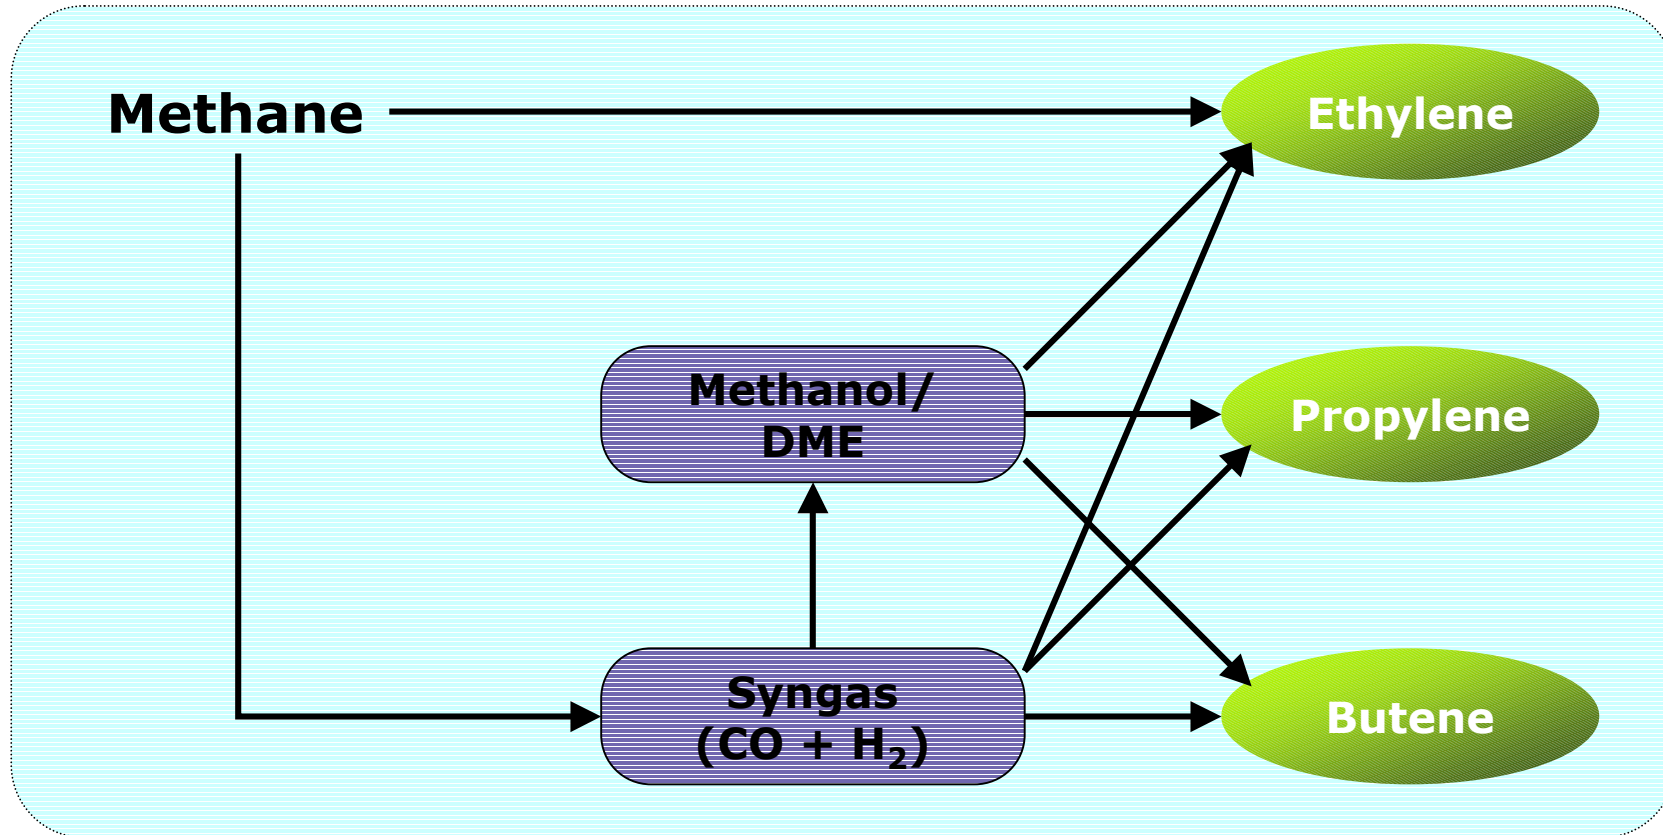 Methane
Ethylene
Methanol/
DME
Propylene
Syngas
(CO + H₂)
Butene